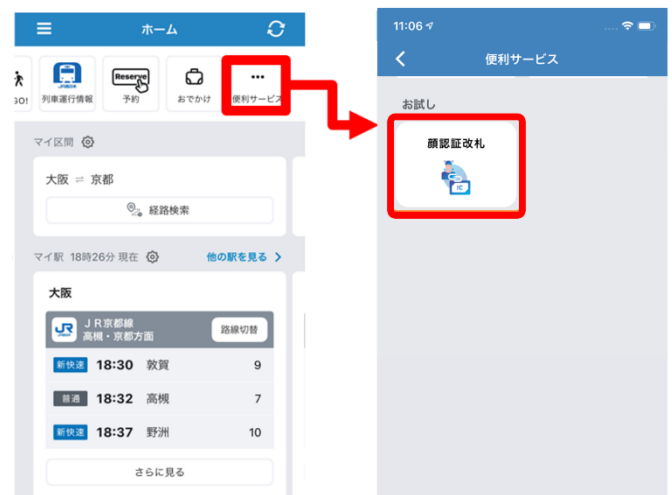 ホーム
GO!
列車運行情報
Reserve
予約
おでかけ
便利サービス
マイ区間
大阪 ⇌ 京都
経路検索
マイ駅 18時26分 現在
他の駅を見る
大阪
JR
ＪＲ京都線
高槻・京都方面
路線切替
新快速 18:30 敦賀 9
普通 18:32 高槻 7
新快速 18:37 野洲 10
さらに見る
11:06
便利サービス
お試し
顔認証改札
IC